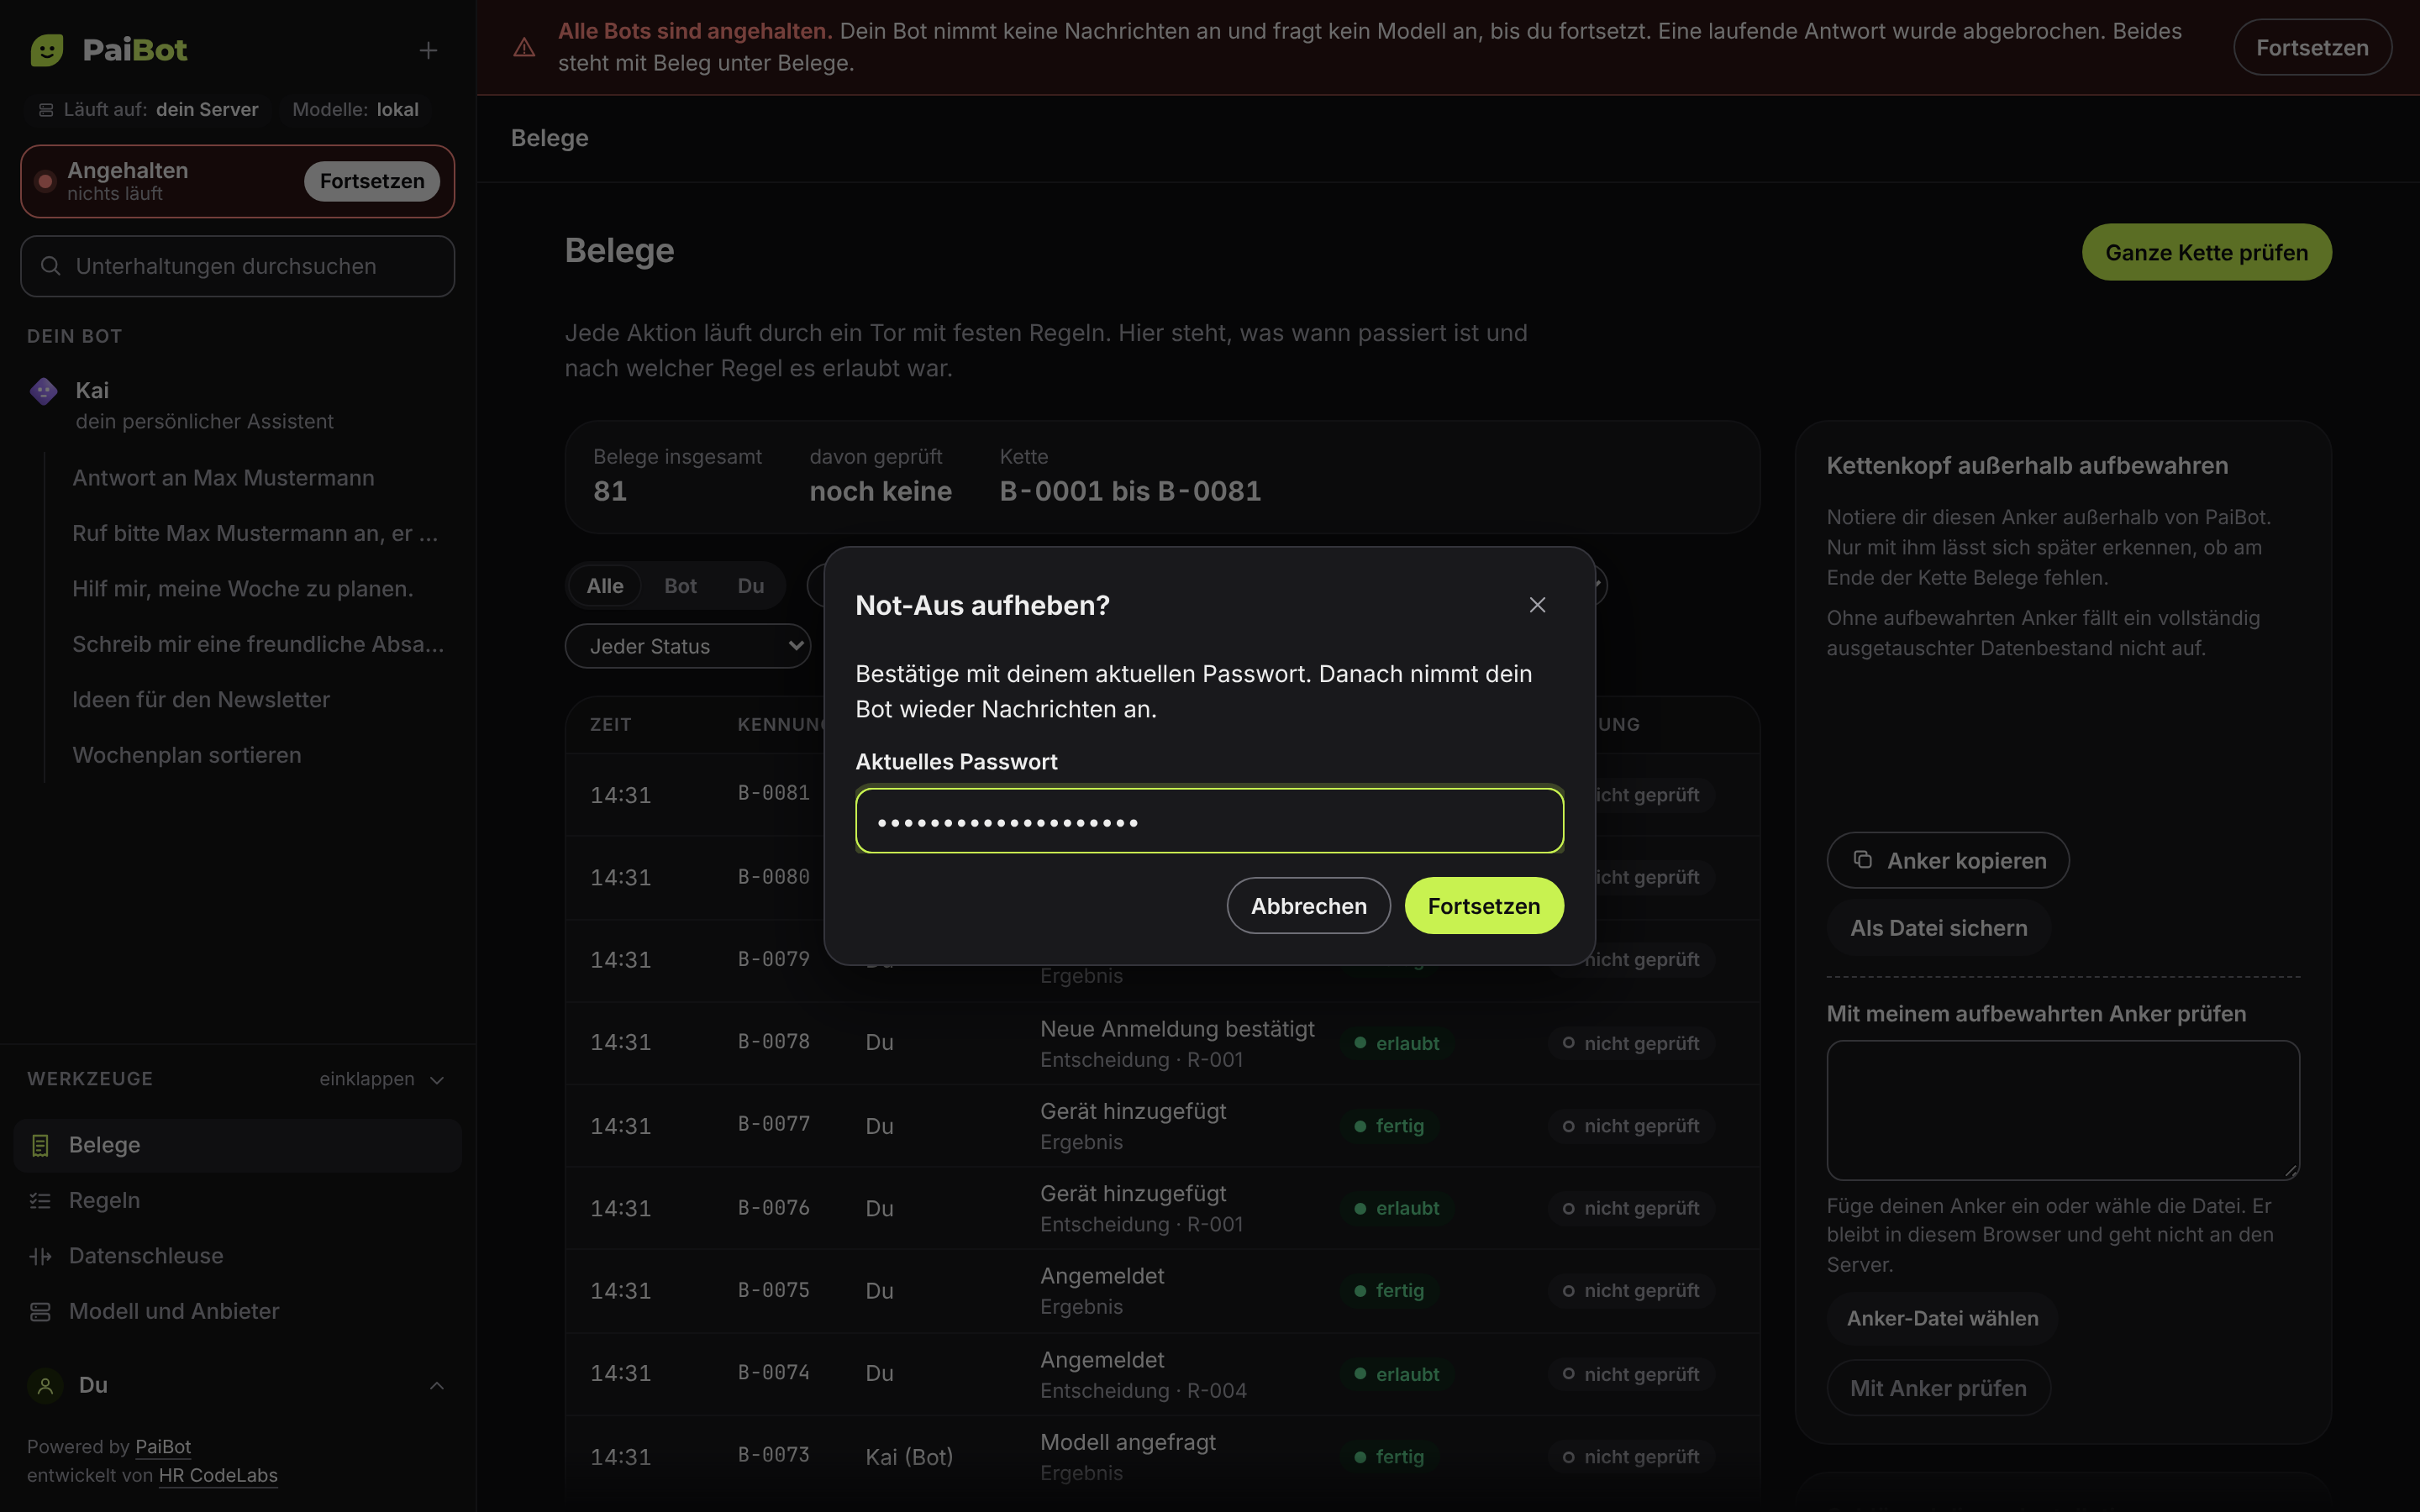 PaiBot
Läuft auf: dein Server
Modelle: lokal
Angehalten
nichts läuft
Fortsetzen
Unterhaltungen durchsuchen
DEIN BOT
Kai
dein persönlicher Assistent
Antwort an Max Mustermann
Ruf bitte Max Mustermann an, er ...
Hilf mir, meine Woche zu planen.
Schreib mir eine freundliche Absa...
Ideen für den Newsletter
Wochenplan sortieren
WERKZEUGE
einklappen
Belege
Regeln
Datenschleuse
Modell und Anbieter
Du
Powered by PaiBot
entwickelt von HR CodeLabs
Alle Bots sind angehalten. Dein Bot nimmt keine Nachrichten an und fragt kein Modell an, bis du fortsetzt. Eine laufende Antwort wurde abgebrochen. Beides
steht mit Beleg unter Belege.
Fortsetzen
Belege
Belege
Ganze Kette prüfen
Jede Aktion läuft durch ein Tor mit festen Regeln. Hier steht, was wann passiert ist und
nach welcher Regel es erlaubt war.
Belege insgesamt
81
davon geprüft
noch keine
Kette
B-0001 bis B-0081
Alle
Bot
Du
Jeder Status
Not-Aus aufheben?
Bestätige mit deinem aktuellen Passwort. Danach nimmt dein
Bot wieder Nachrichten an.
Aktuelles Passwort
Abbrechen
Fortsetzen
ZEIT
14:31 B-0081
14:31 B-0080 geprüft
14:31 B-0079 nicht geprüft
Ergebnis
14:31 B-0078 Du Neue Anmeldung bestätigt erlaubt nicht geprüft
Entscheidung · R-001
14:31 B-0077 Du Gerät hinzugefügt fertig nicht geprüft
Ergebnis
14:31 B-0076 Du Gerät hinzugefügt erlaubt nicht geprüft
Entscheidung · R-001
14:31 B-0075 Du Angemeldet fertig nicht geprüft
Ergebnis
14:31 B-0074 Du Angemeldet erlaubt nicht geprüft
Entscheidung · R-004
14:31 B-0073 Kai (Bot) Modell angefragt fertig nicht geprüft
Ergebnis
Kettenkopf außerhalb aufbewahren
Notiere dir diesen Anker außerhalb von PaiBot.
Nur mit ihm lässt sich später erkennen, ob am
Ende der Kette Belege fehlen.
Ohne aufbewahrten Anker fällt ein vollständig
ausgetauschter Datenbestand nicht auf.
Anker kopieren
Als Datei sichern
Mit meinem aufbewahrten Anker prüfen
Füge deinen Anker ein oder wähle die Datei. Er
bleibt in diesem Browser und geht nicht an den
Server.
Anker-Datei wählen
Mit Anker prüfen